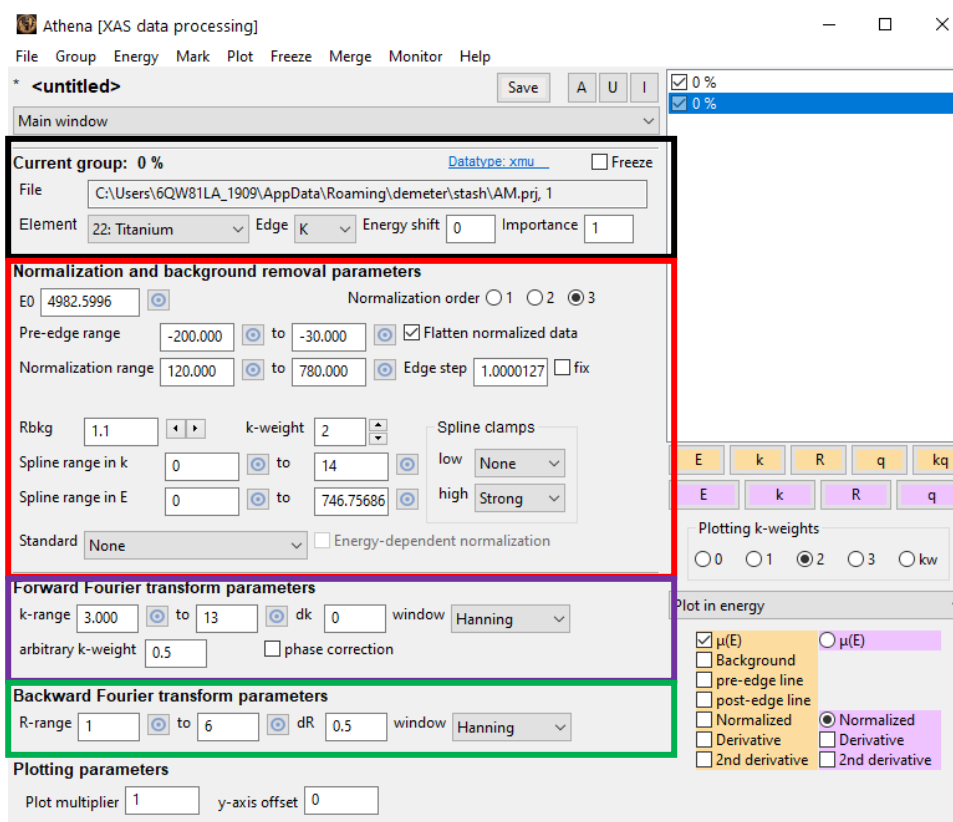 Athena [XAS data processing]
File Group Energy Mark Plot Freeze Merge Monitor Help
* <untitled>
Save A U I
Main window
Current group: 0 %
Datatype: xmu
Freeze
File C:\Users\6QW81LA_1909\AppData\Roaming\demeter\stash\AM.prj, 1
Element 22: Titanium Edge K Energy shift 0 Importance 1
Normalization and background removal parameters
E0 4982.5996 Normalization order 1 2 3
Pre-edge range -200.000 to -30.000 Flatten normalized data
Normalization range 120.000 to 780.000 Edge step 1.0000127 fix
Rbkg 1.1 k-weight 2 Spline clamps
Spline range in k 0 to 14 low None
Spline range in E 0 to 746.75686 high Strong
Standard None Energy-dependent normalization
Forward Fourier transform parameters
k-range 3.000 to 13 dk 0 window Hanning
arbitrary k-weight 0.5 phase correction
Backward Fourier transform parameters
R-range 1 to 6 dR 0.5 window Hanning
Plotting parameters
Plot multiplier 1 y-axis offset 0
0 %
0 %
E k R q kq
E k R q
Plotting k-weights
0 1 2 3 kw
Plot in energy
μ(E) μ(E)
Background
pre-edge line
post-edge line
Normalized Normalized
Derivative Derivative
2nd derivative 2nd derivative